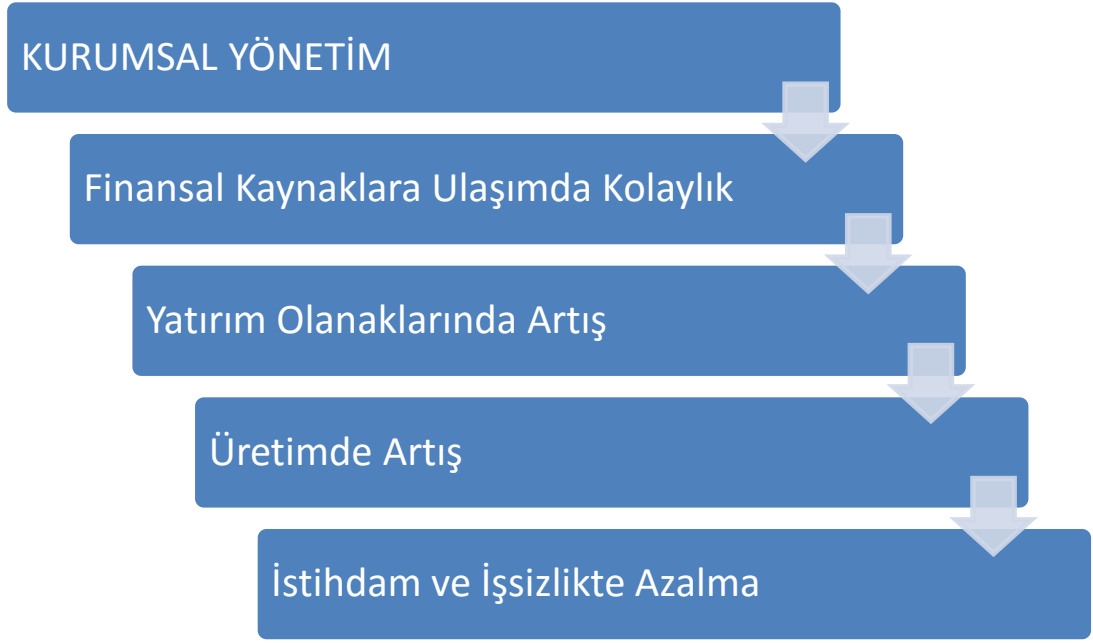 KURUMSAL YÖNETİM
Finansal Kaynaklara Ulaşımda Kolaylık
Yatırım Olanaklarında Artış
Üretimde Artış
İstihdam ve İşsizlikte Azalma